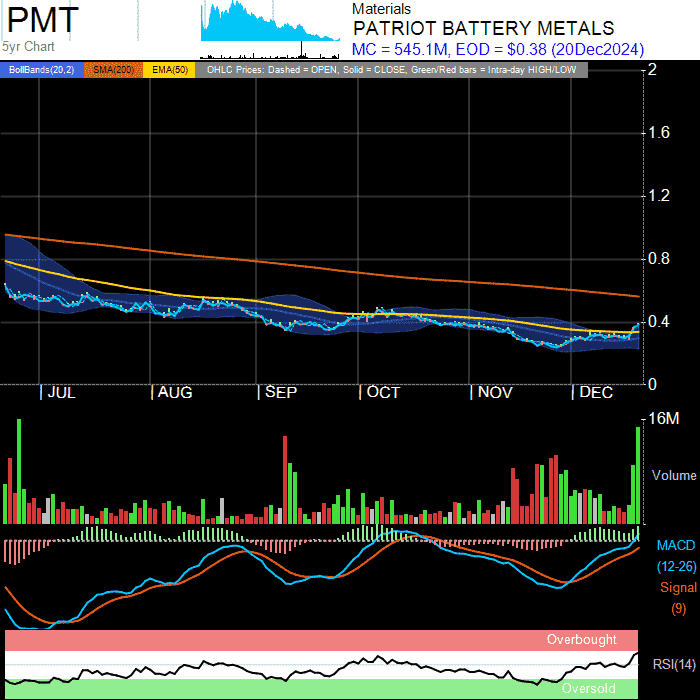 PMT
5yr Chart
Materials
PATRIOT BATTERY METALS
MC = 545.1M, EOD = $0.38 (20Dec2024)
BollBands(20,2) SMA(200) EMA(50) OHLC Prices: Dashed = OPEN, Solid = CLOSE, Green/Red bars = Intra-day HIGH/LOW
2
1.6
1.2
0.8
0.4
0
JUL AUG SEP OCT NOV DEC
16M
Volume
MACD
(12-26)
Signal
(9)
Overbought
RSI(14)
Oversold